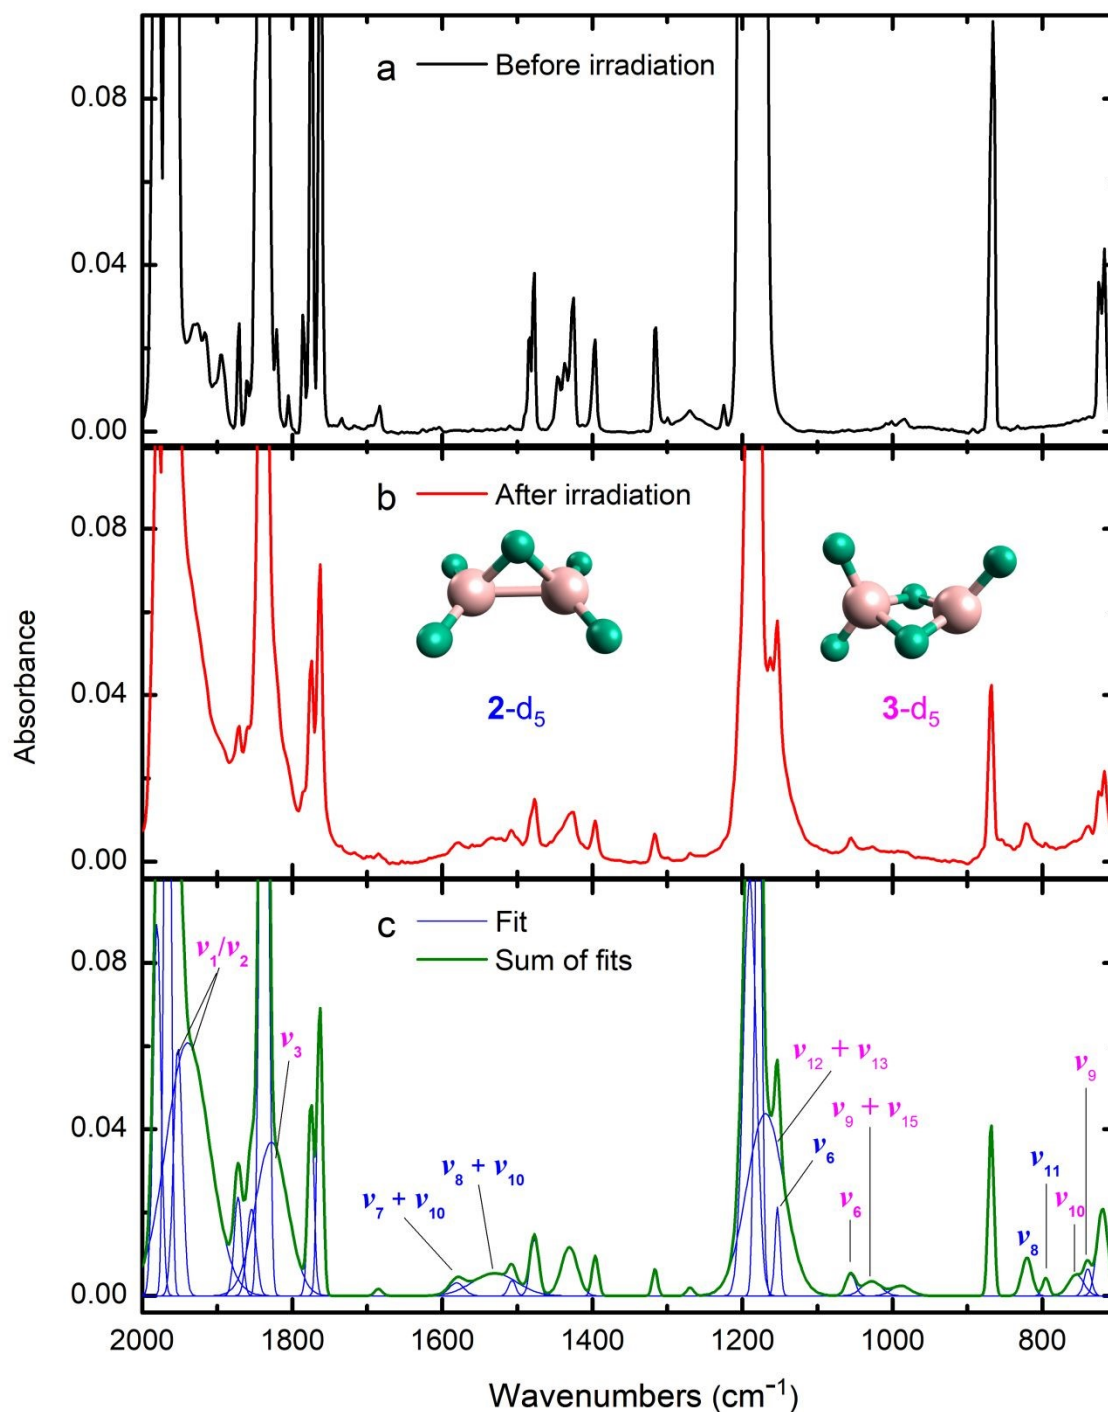 a Before irradiation
0.08
0.04
0.00
b After irradiation
0.08
0.04
0.00
2-d₅ 3-d₅
Absorbance
c Fit
Sum of fits
0.08
0.04
0.00
ν₁/ν₂
ν₃
ν₇ + ν₁₀
ν₈ + ν₁₀
ν₁₂ + ν₁₃
ν₉ + ν₁₅
ν₆
ν₆
ν₉
ν₁₁
ν₁₀
ν₈
2000 1800 1600 1400 1200 1000 800
Wavenumbers (cm⁻¹)